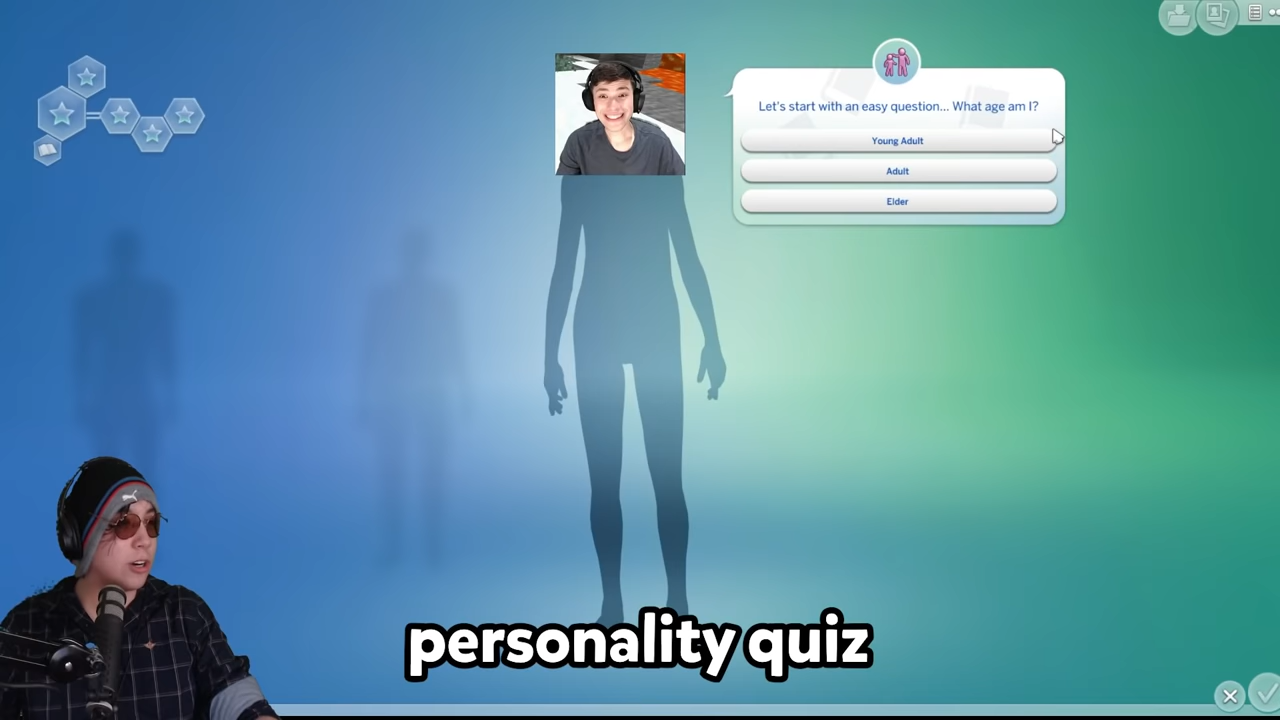 Let's start with an easy question... What age am I?
Young Adult
Adult
Elder
personality quiz